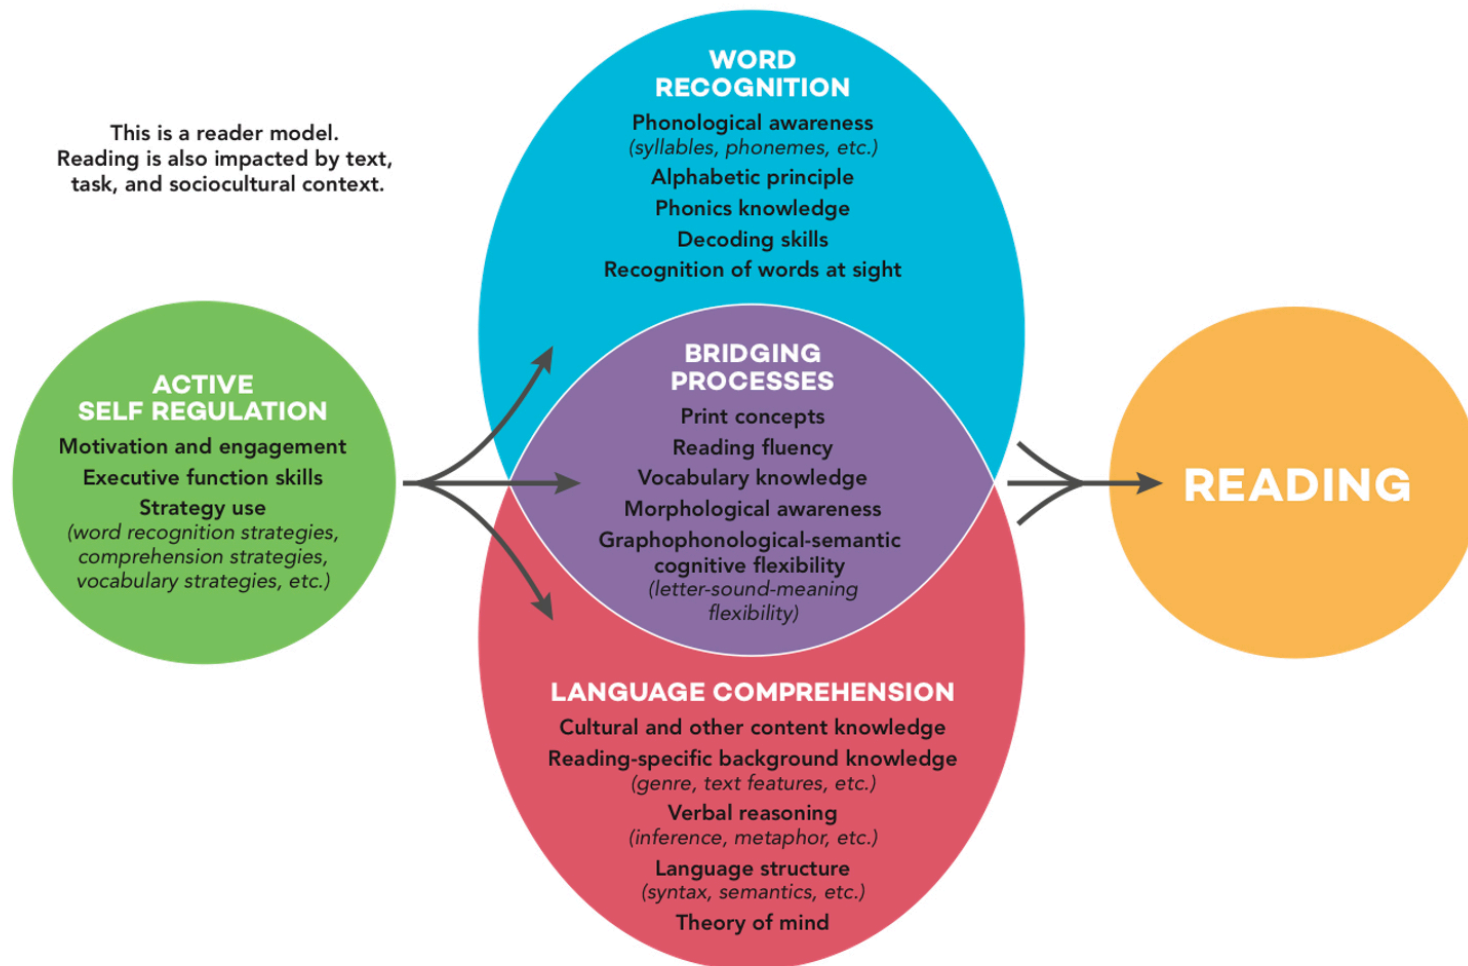 This is a reader model.
Reading is also impacted by text,
task, and sociocultural context.
ACTIVE
SELF REGULATION
Motivation and engagement
Executive function skills
Strategy use
(word recognition strategies,
comprehension strategies,
vocabulary strategies, etc.)
WORD
RECOGNITION
Phonological awareness
(syllables, phonemes, etc.)
Alphabetic principle
Phonics knowledge
Decoding skills
Recognition of words at sight
BRIDGING
PROCESSES
Print concepts
Reading fluency
Vocabulary knowledge
Morphological awareness
Graphophonological-semantic
cognitive flexibility
(letter-sound-meaning
flexibility)
LANGUAGE COMPREHENSION
Cultural and other content knowledge
Reading-specific background knowledge
(genre, text features, etc.)
Verbal reasoning
(inference, metaphor, etc.)
Language structure
(syntax, semantics, etc.)
Theory of mind
READING